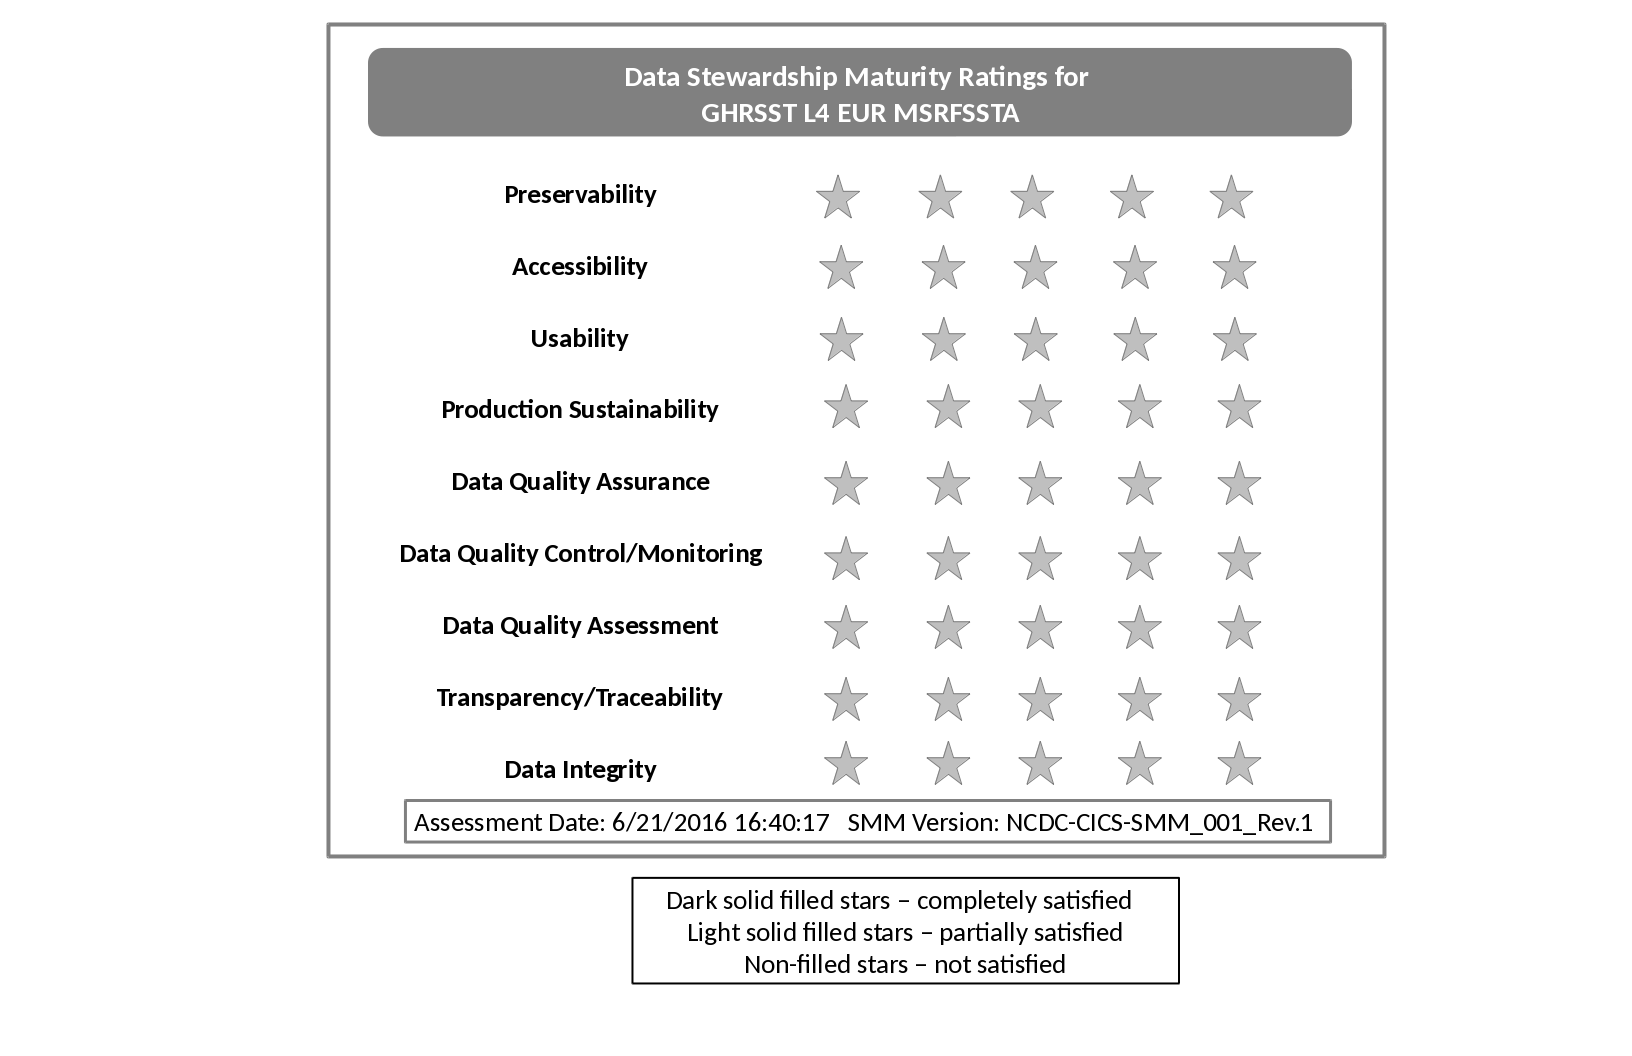 Data Stewardship Maturity Ratings for
GHRSST L4 EUR MSRFSSTA
Preservability
Accessibility
Usability
Production Sustainability
Data Quality Assurance
Data Quality Control/Monitoring
Data Quality Assessment
Transparency/Traceability
Data Integrity
Assessment Date: 6/21/2016 16:40:17 SMM Version: NCDC-CICS-SMM_001_Rev.1
Dark solid filled stars – completely satisfied
Light solid filled stars – partially satisfied
Non-filled stars – not satisfied